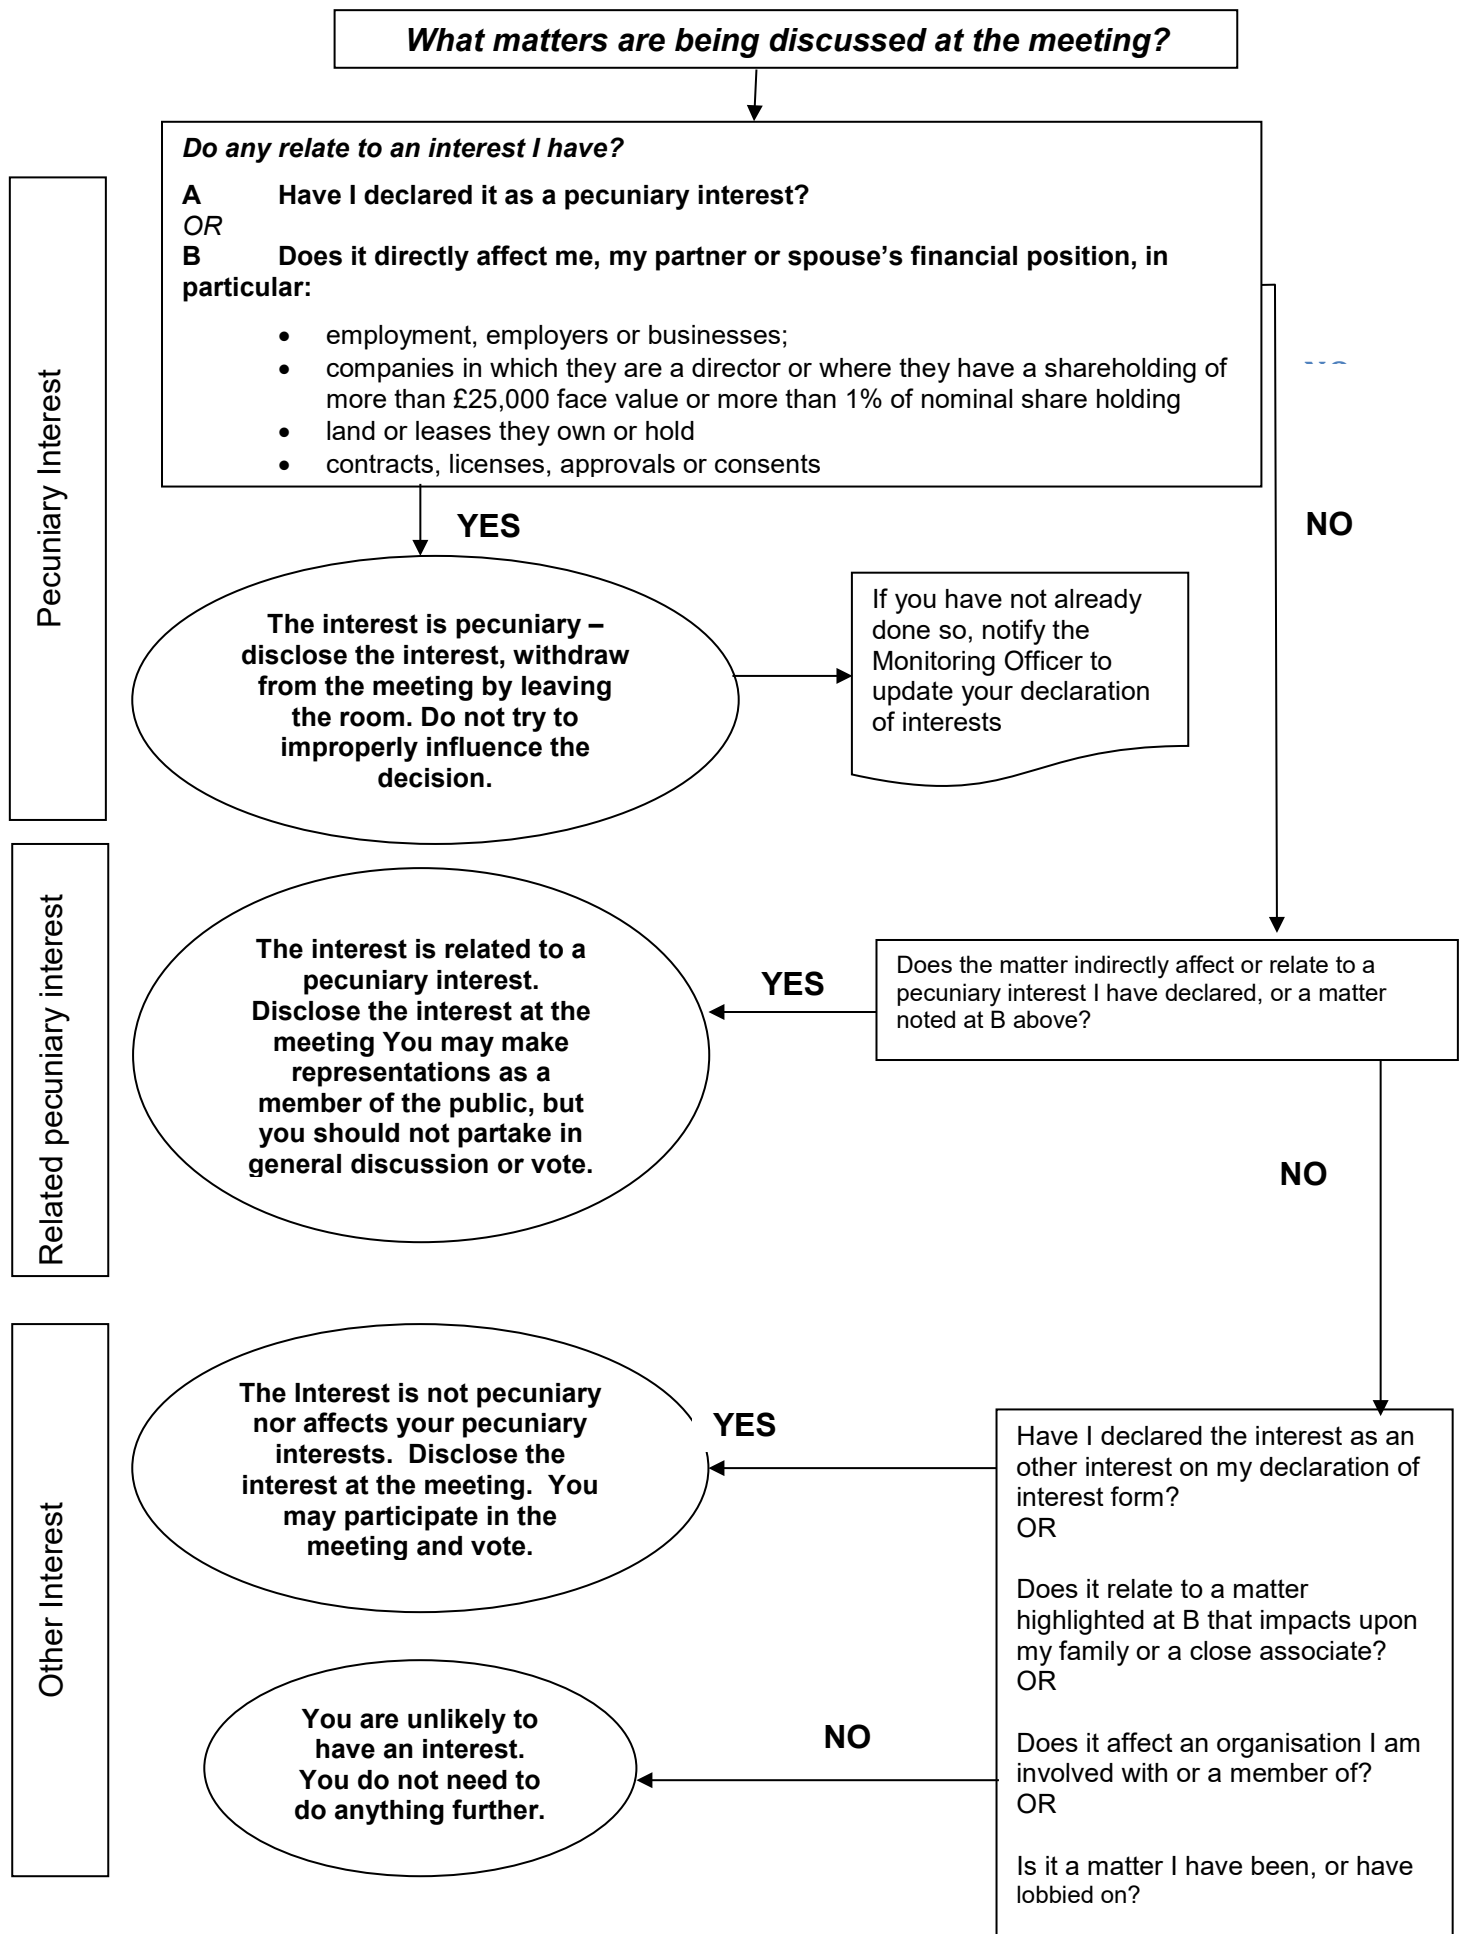 What matters are being discussed at the meeting?
Do any relate to an interest I have?
A Have I declared it as a pecuniary interest?
OR
B Does it directly affect me, my partner or spouse’s financial position, in
particular:
• employment, employers or businesses;
• companies in which they are a director or where they have a shareholding of
more than £25,000 face value or more than 1% of nominal share holding
• land or leases they own or hold
• contracts, licenses, approvals or consents
Pecuniary Interest
YES
NO
The interest is pecuniary –
disclose the interest, withdraw
from the meeting by leaving
the room. Do not try to
improperly influence the
decision.
If you have not already
done so, notify the
Monitoring Officer to
update your declaration
of interests
Related pecuniary interest
The interest is related to a
pecuniary interest.
Disclose the interest at the
meeting You may make
representations as a
member of the public, but
you should not partake in
general discussion or vote.
YES
Does the matter indirectly affect or relate to a
pecuniary interest I have declared, or a matter
noted at B above?
NO
Other Interest
The Interest is not pecuniary
nor affects your pecuniary
interests. Disclose the
interest at the meeting. You
may participate in the
meeting and vote.
YES
Have I declared the interest as an
other interest on my declaration of
interest form?
OR
Does it relate to a matter
highlighted at B that impacts upon
my family or a close associate?
OR
Does it affect an organisation I am
involved with or a member of?
OR
Is it a matter I have been, or have
lobbied on?
NO
You are unlikely to
have an interest.
You do not need to
do anything further.